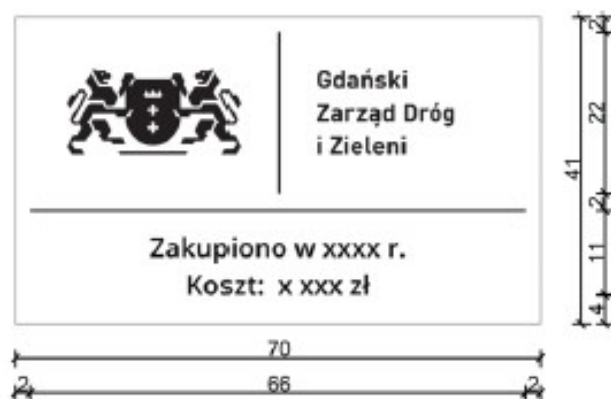 Gdański
Zarząd Dróg
i Zieleni
Zakupiono w xxxx r.
Koszt: x xxx zł
2
22
2
11
4
41
70
2
66
2